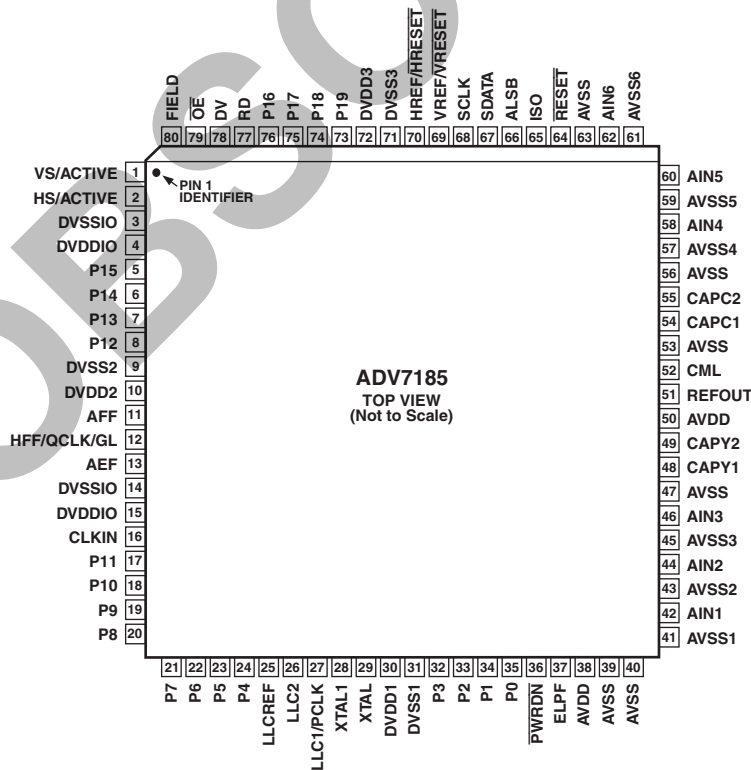 OBSO
FIELD
OE
DV
RD
P16
P17
P18
P19
DVDD3
DVSS3
HREF/HRESET
VREF/VRESET
SCLK
SDATA
ALSB
ISO
RESET
AVSS
AIN6
AVSS6
80 79 78 77 76 75 74 73 72 71 70 69 68 67 66 65 64 63 62 61
VS/ACTIVE 1
HS/ACTIVE 2
DVSSIO 3
DVDDIO 4
P15 5
P14 6
P13 7
P12 8
DVSS2 9
DVDD2 10
AFF 11
HFF/QCLK/GL 12
AEF 13
DVSSIO 14
DVDDIO 15
CLKIN 16
P11 17
P10 18
P9 19
P8 20
PIN 1
IDENTIFIER
ADV7185
TOP VIEW
(Not to Scale)
60 AIN5
59 AVSS5
58 AIN4
57 AVSS4
56 AVSS
55 CAPC2
54 CAPC1
53 AVSS
52 CML
51 REFOUT
50 AVDD
49 CAPY2
48 CAPY1
47 AVSS
46 AIN3
45 AVSS3
44 AIN2
43 AVSS2
42 AIN1
41 AVSS1
21 22 23 24 25 26 27 28 29 30 31 32 33 34 35 36 37 38 39 40
P7
P6
P5
P4
LLCREF
LLC2
LLC1/PCLK
XTAL1
XTAL
DVDD1
DVSS1
P3
P2
P1
P0
PWRDN
ELPF
AVDD
AVSS
AVSS